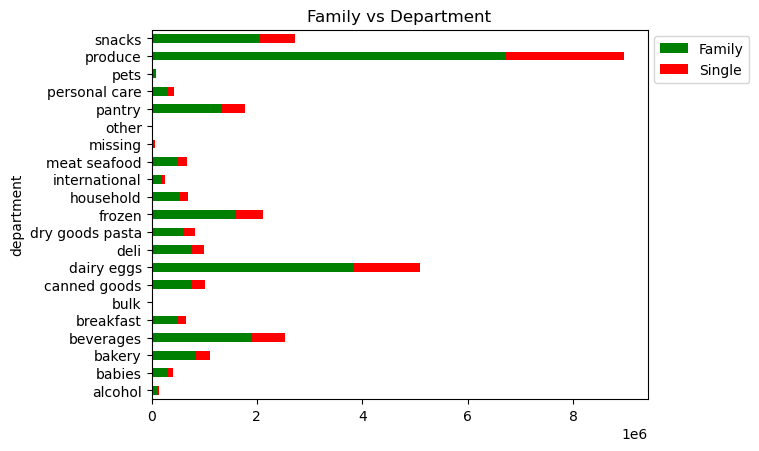 Family vs Department
snacks
produce
pets
personal care
pantry
other
missing
meat seafood
international
household
frozen
dry goods pasta
deli
dairy eggs
canned goods
bulk
breakfast
beverages
bakery
babies
alcohol
department
0 2 4 6 8
1e6
Family
Single